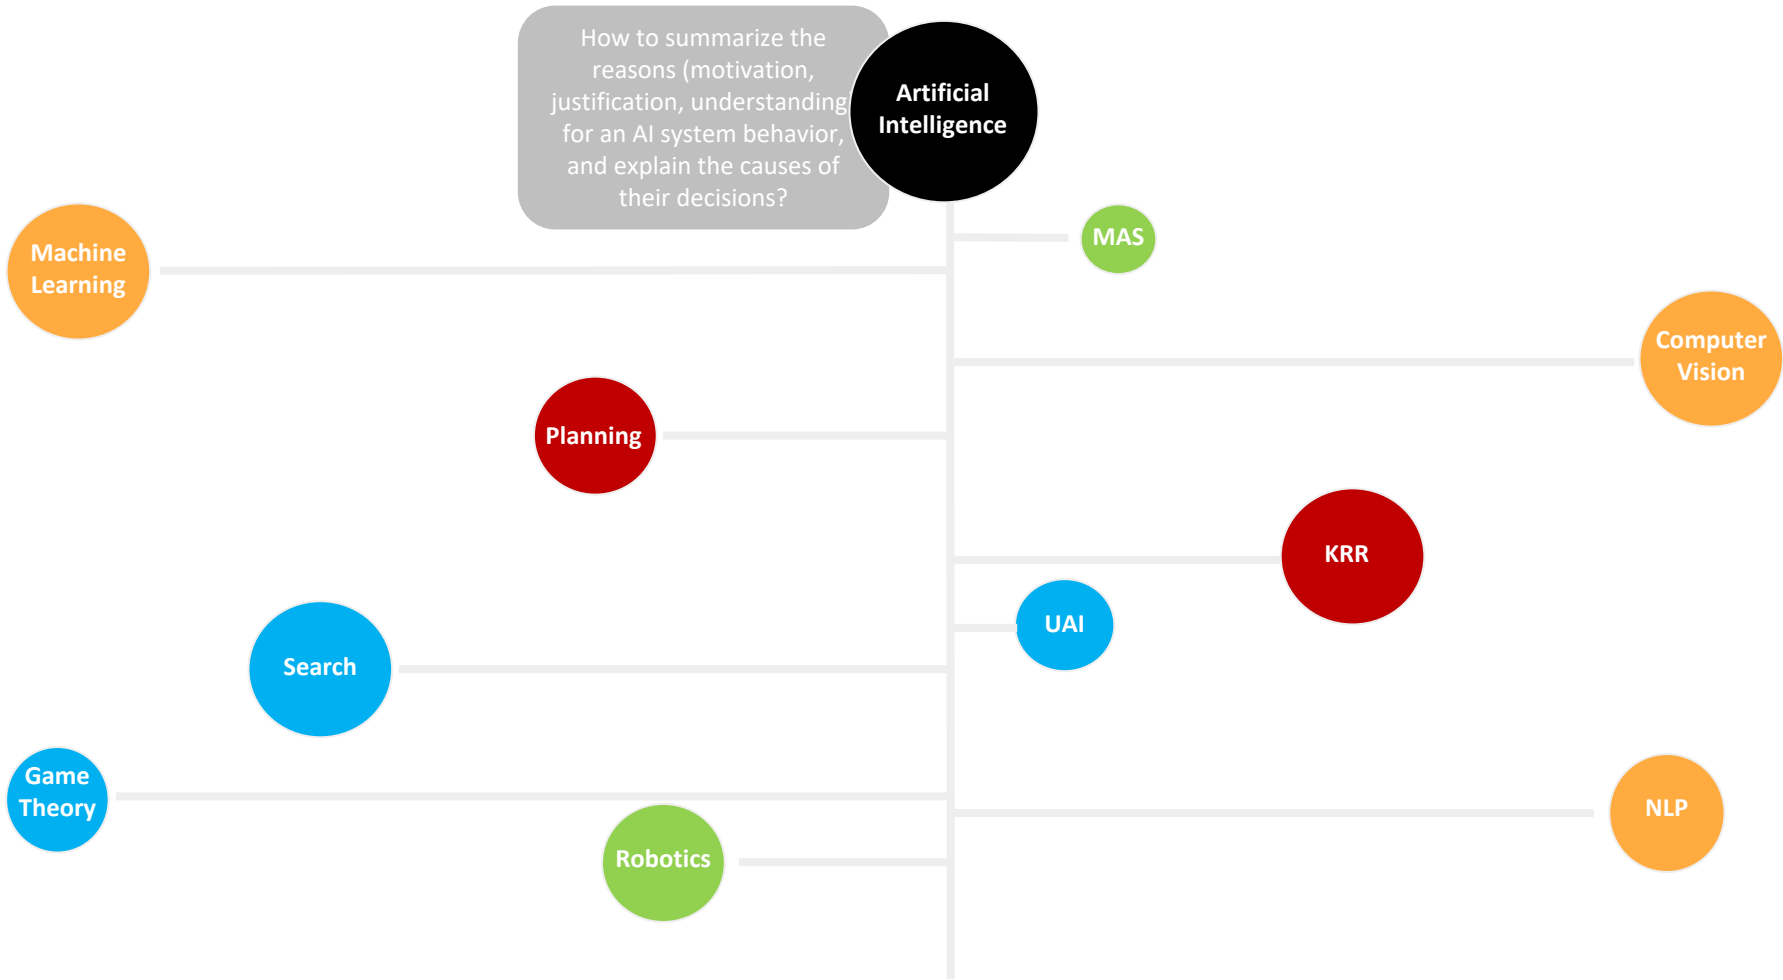 How to summarize the
reasons (motivation,
justification, understanding)
for an AI system behavior,
and explain the causes of
their decisions?
Artificial
Intelligence
MAS
Machine
Learning
Computer
Vision
Planning
KRR
UAI
Search
Game
Theory
NLP
Robotics